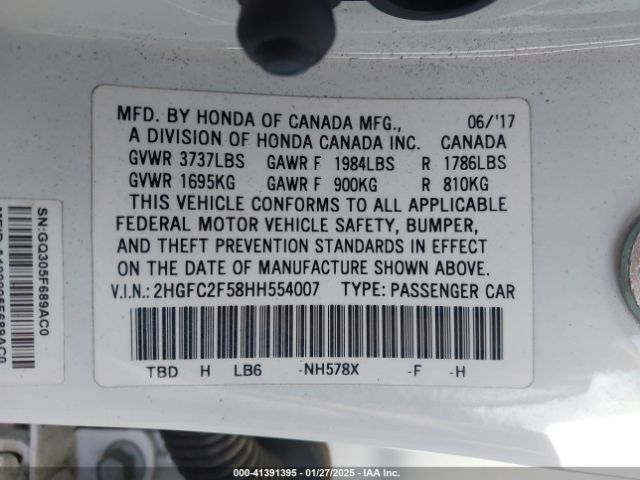 MFD. BY HONDA OF CANADA MFG., 06/'17
A DIVISION OF HONDA CANADA INC. CANADA
GVWR 3737LBS GAWR F 1984LBS R 1786LBS
GVWR 1695KG GAWR F 900KG R 810KG
THIS VEHICLE CONFORMS TO ALL APPLICABLE
FEDERAL MOTOR VEHICLE SAFETY, BUMPER,
AND THEFT PREVENTION STANDARDS IN EFFECT
ON THE DATE OF MANUFACTURE SHOWN ABOVE.
V.I.N.: 2HGFC2F58HH554007 TYPE: PASSENGER CAR
TBD H LB6 -NH578X -F -H
SN:GQ305F689AC0
000-41391395 - 01/27/2025 - IAA Inc.